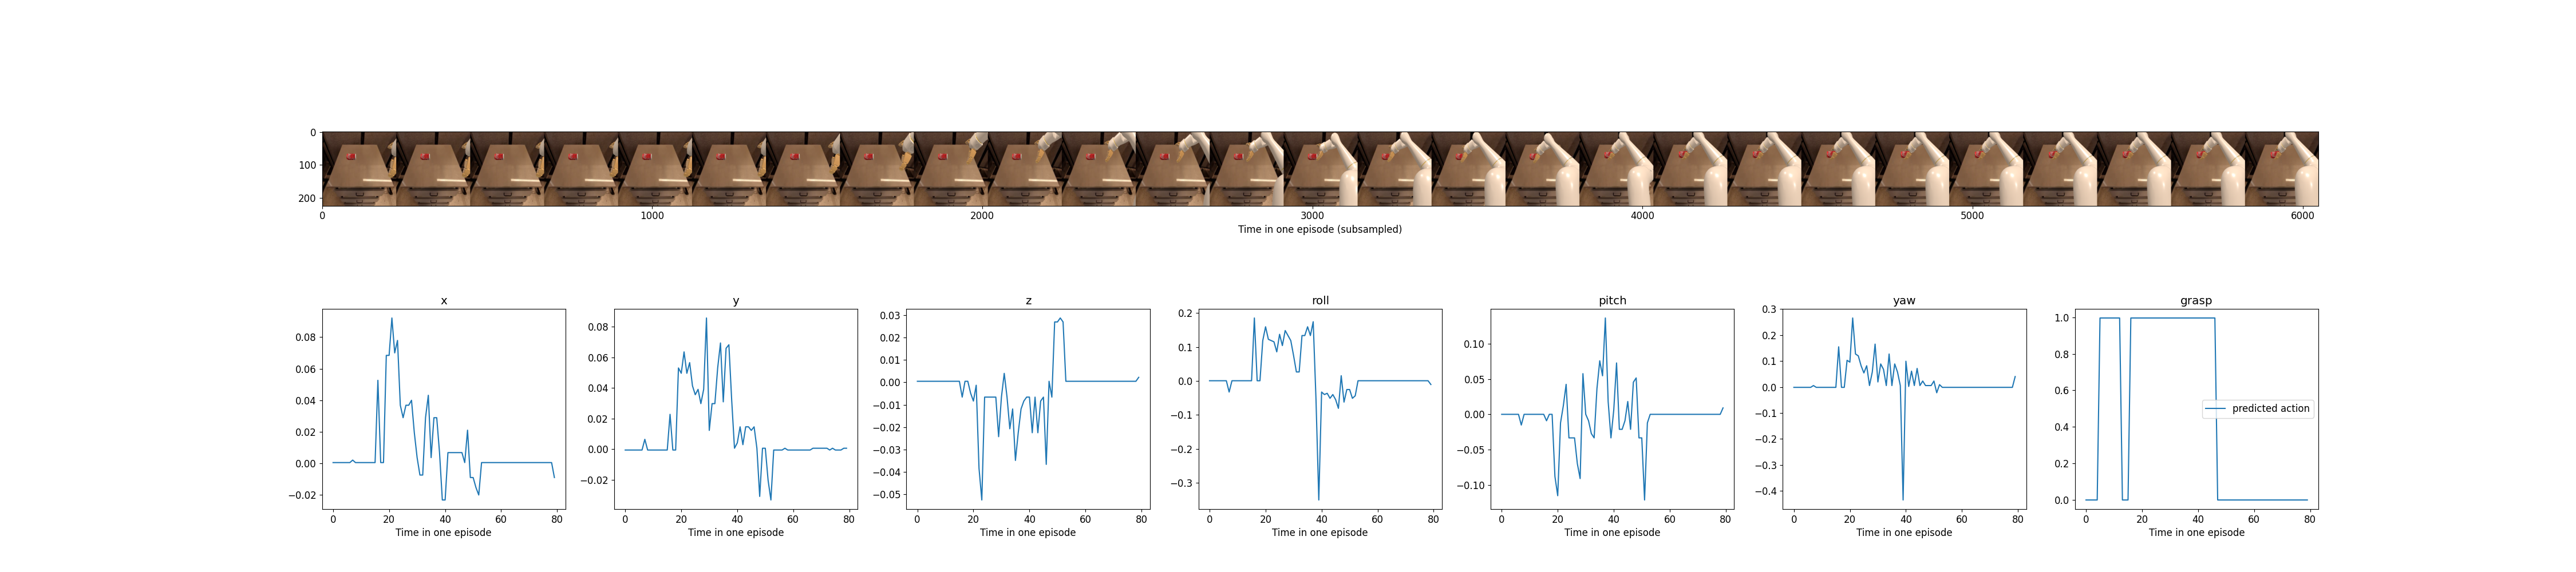 0
100
200
0 1000 2000 3000 4000 5000 6000
Time in one episode (subsampled)
x
0.08
0.06
0.04
0.02
0.00
−0.02
0 20 40 60 80
Time in one episode
y
0.08
0.06
0.04
0.02
0.00
−0.02
0 20 40 60 80
Time in one episode
z
0.03
0.02
0.01
0.00
−0.01
−0.02
−0.03
−0.04
−0.05
0 20 40 60 80
Time in one episode
roll
0.2
0.1
0.0
−0.1
−0.2
−0.3
0 20 40 60 80
Time in one episode
pitch
0.10
0.05
0.00
−0.05
−0.10
0 20 40 60 80
Time in one episode
yaw
0.3
0.2
0.1
0.0
−0.1
−0.2
−0.3
−0.4
0 20 40 60 80
Time in one episode
grasp
1.0
0.8
0.6
0.4
0.2
0.0
predicted action
0 20 40 60 80
Time in one episode